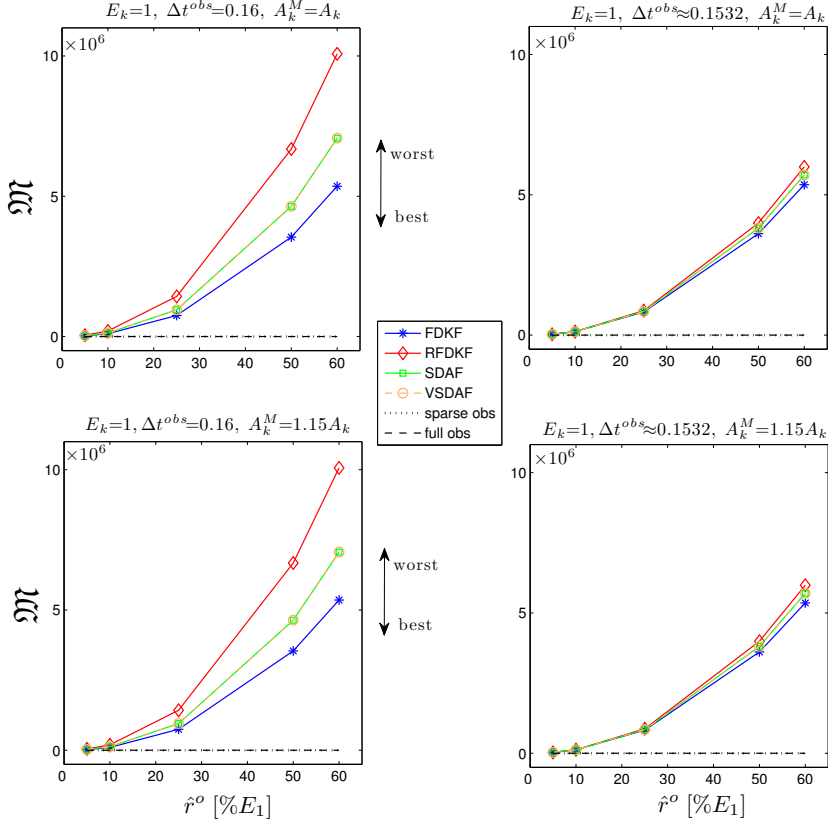 E_k=1, Δt^{obs}=0.16, A_k^M=A_k
×10^6
10
5
0
0 10 20 30 40 50 60
𝔐
worst
best
E_k=1, Δt^{obs}≈0.1532, A_k^M=A_k
×10^6
10
5
0
0 10 20 30 40 50 60
FDKF
RFDKF
SDAF
VSDAF
sparse obs
full obs
E_k=1, Δt^{obs}=0.16, A_k^M=1.15A_k
×10^6
10
5
0
0 10 20 30 40 50 60
𝔐
r̂^o [%E_1]
worst
best
E_k=1, Δt^{obs}≈0.1532, A_k^M=1.15A_k
×10^6
10
5
0
0 10 20 30 40 50 60
r̂^o [%E_1]